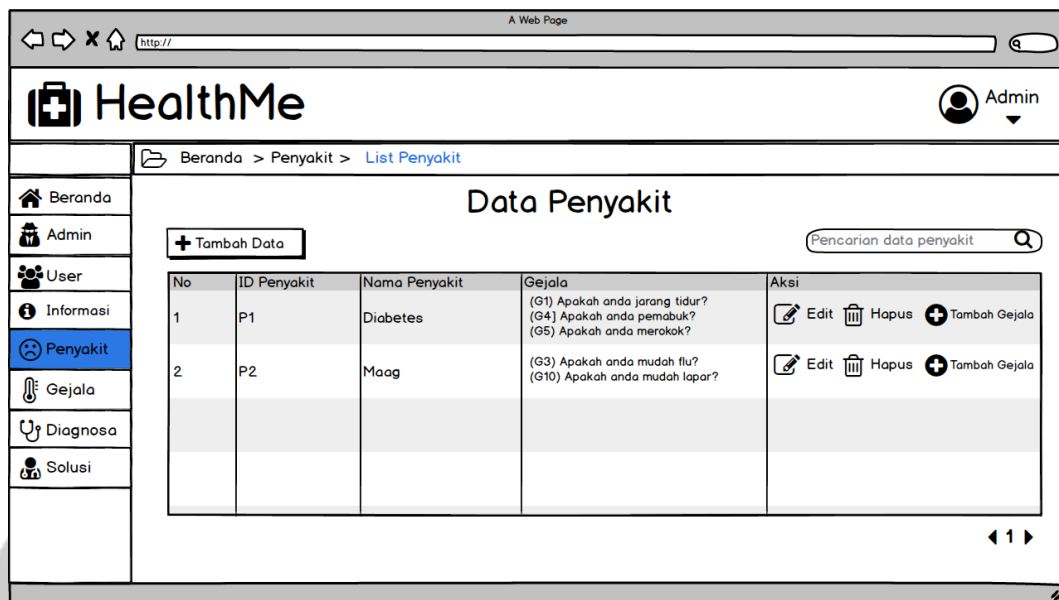 A Web Page
http://
HealthMe
Admin
Beranda > Penyakit > List Penyakit
Beranda
Admin
User
Informasi
Penyakit
Gejala
Diagnosa
Solusi
Data Penyakit
Tambah Data
Pencarian data penyakit
No ID Penyakit Nama Penyakit Gejala Aksi
1 P1 Diabetes
(G1) Apakah anda jarang tidur?
(G4] Apakah anda pemabuk?
(G5) Apakah anda merokok?
Edit Hapus Tambah Gejala
2 P2 Maag
(G3) Apakah anda mudah flu?
(G10) Apakah anda mudah lapar?
Edit Hapus Tambah Gejala
1